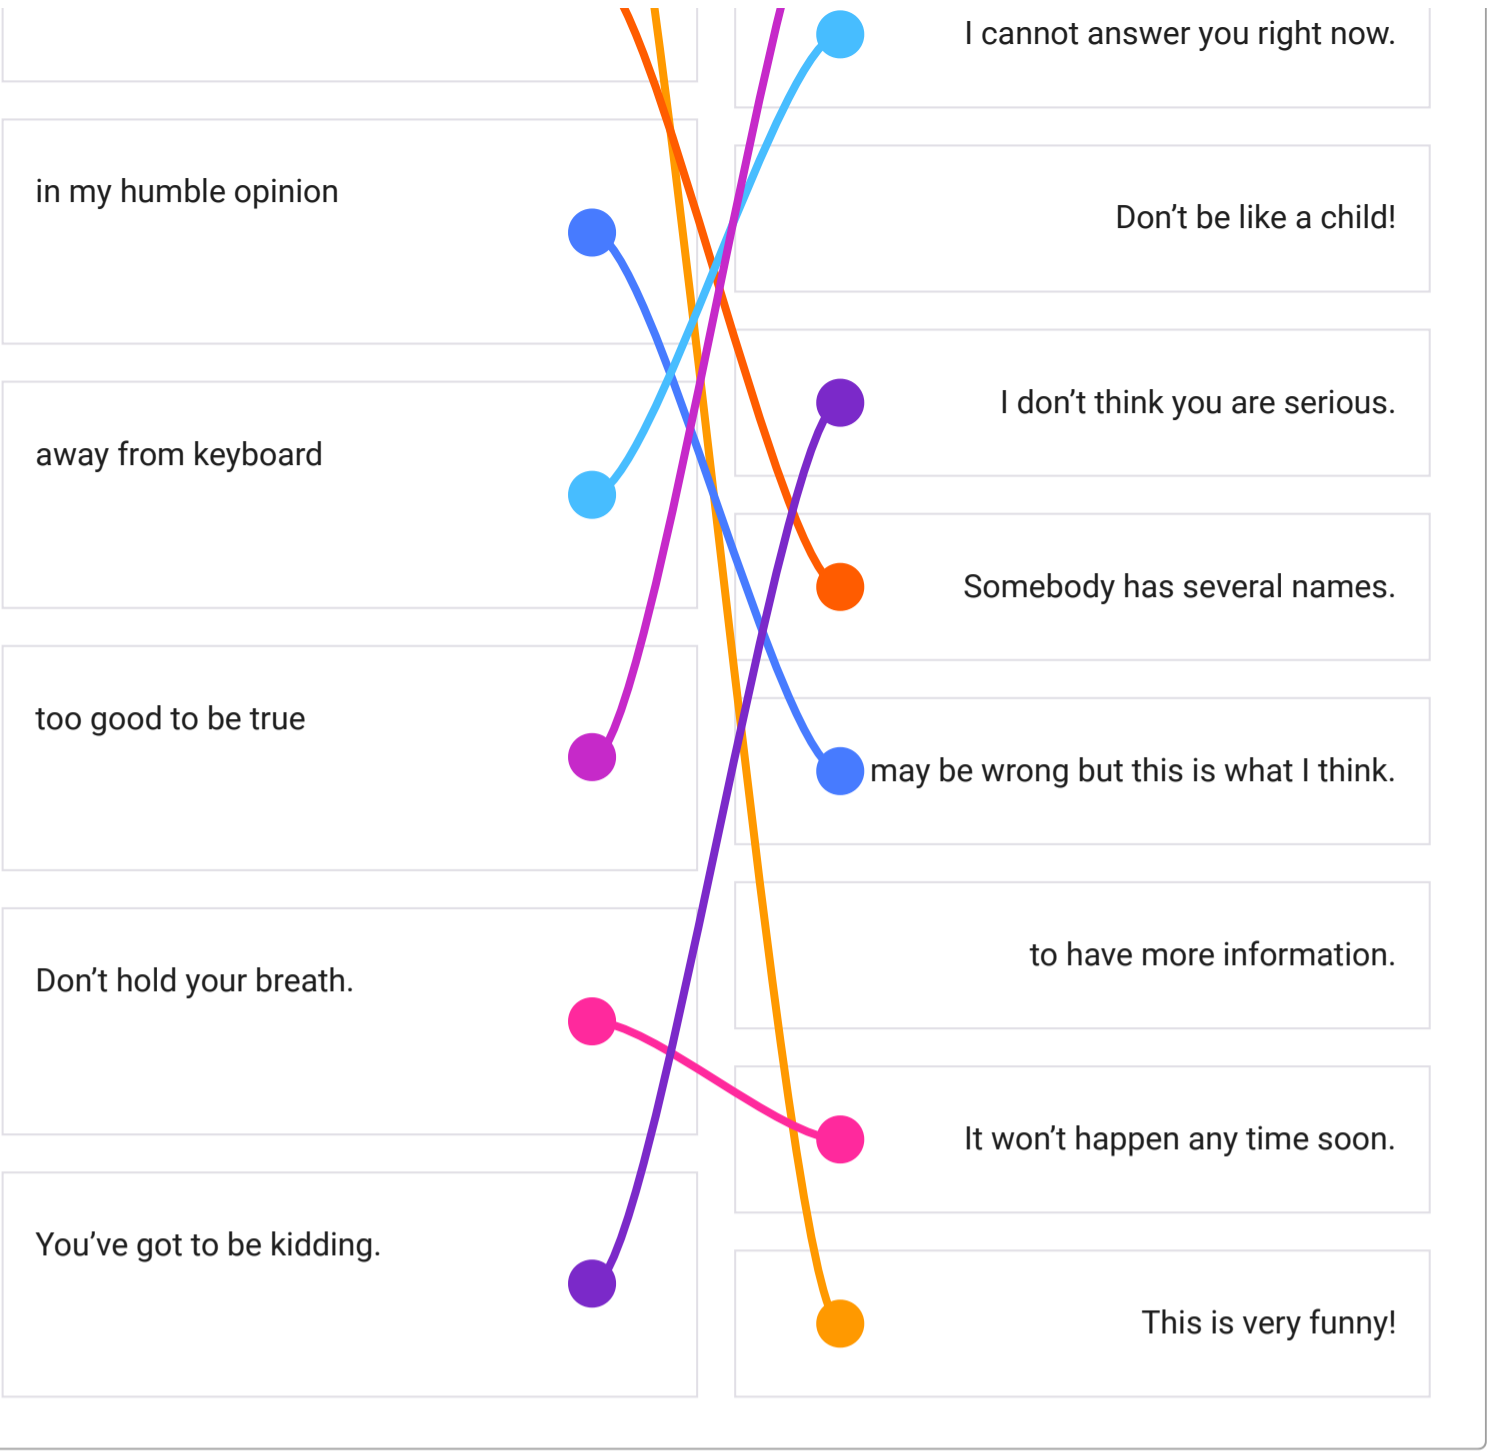 in my humble opinion
away from keyboard
too good to be true
Don’t hold your breath.
You’ve got to be kidding.
I cannot answer you right now.
Don’t be like a child!
I don’t think you are serious.
Somebody has several names.
may be wrong but this is what I think.
to have more information.
It won’t happen any time soon.
This is very funny!